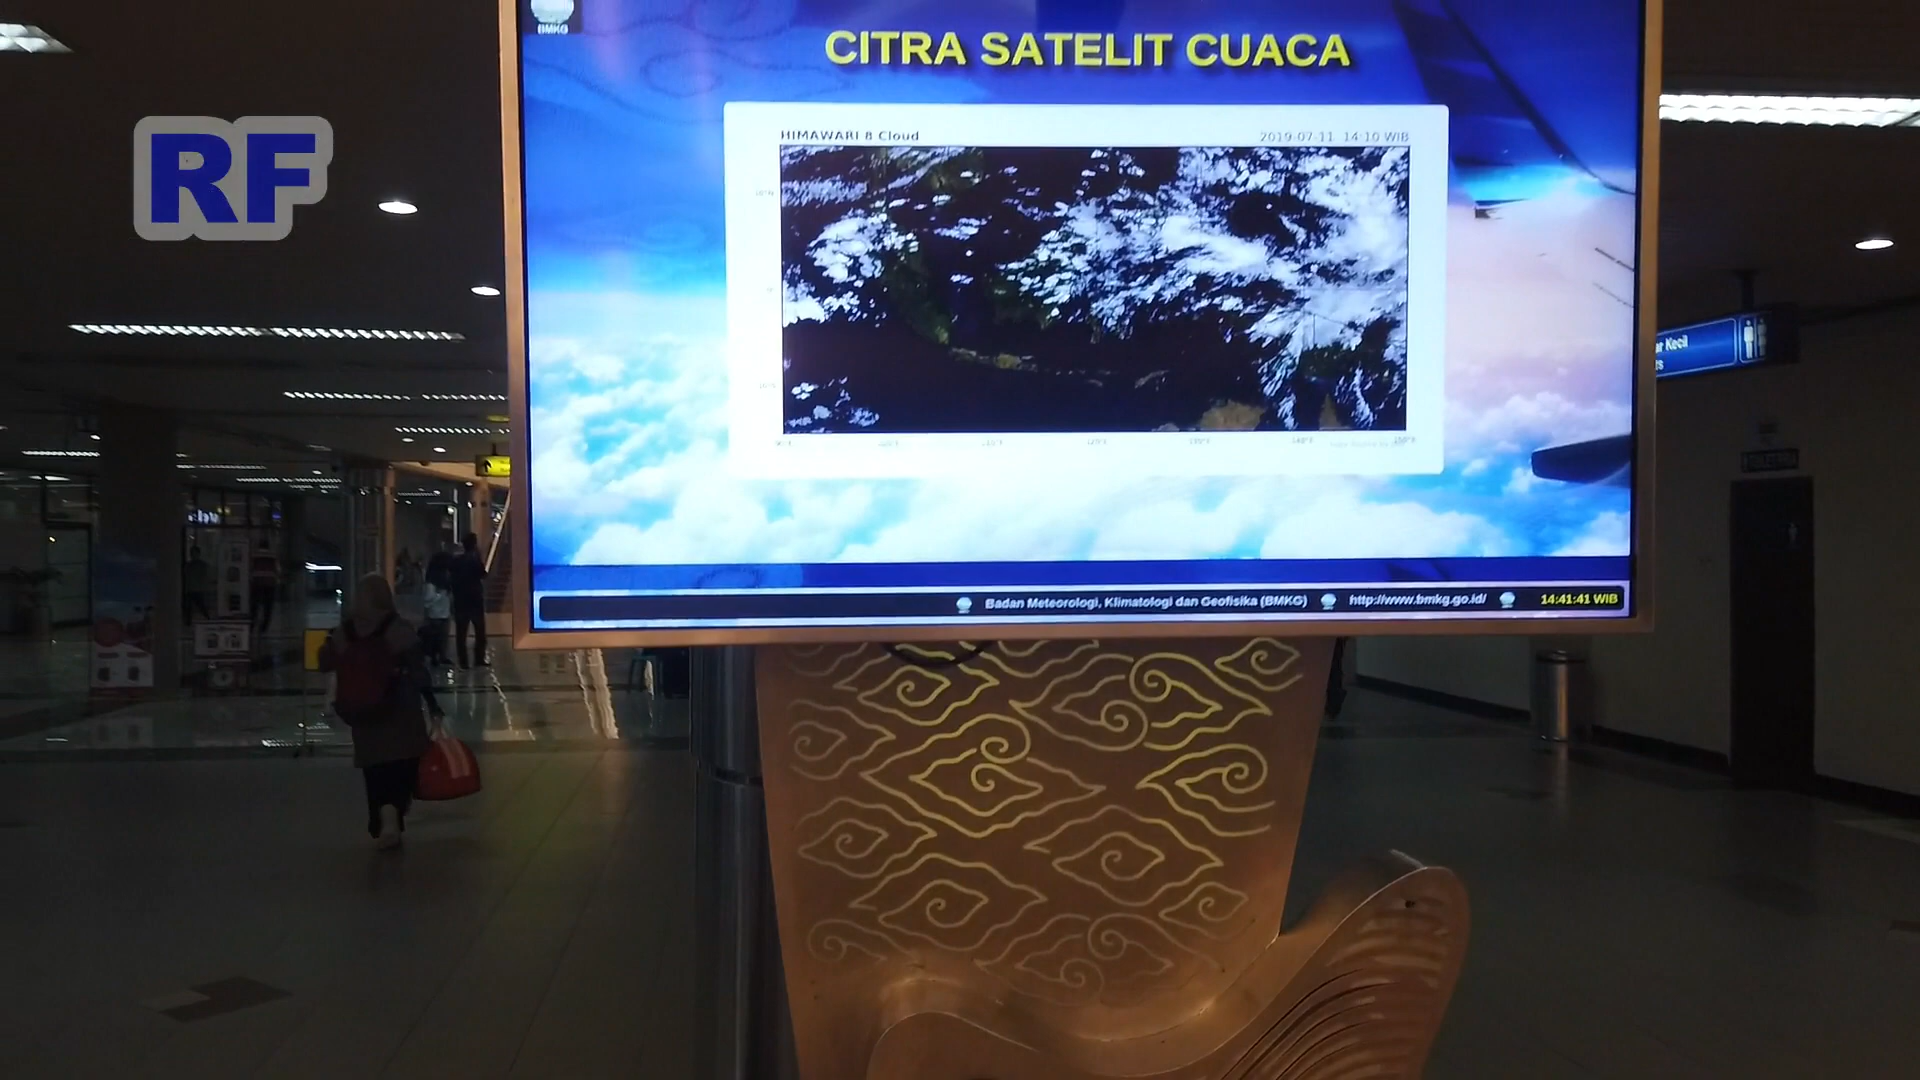 BMKG
CITRA SATELIT CUACA
HIMAWARI 8 Cloud
2019-07-11 14:10 WIB
RF
Kecil
Badan Meteorologi, Klimatologi dan Geofisika (BMKG) http://www.bmkg.go.id/ 14:41:41 WIB